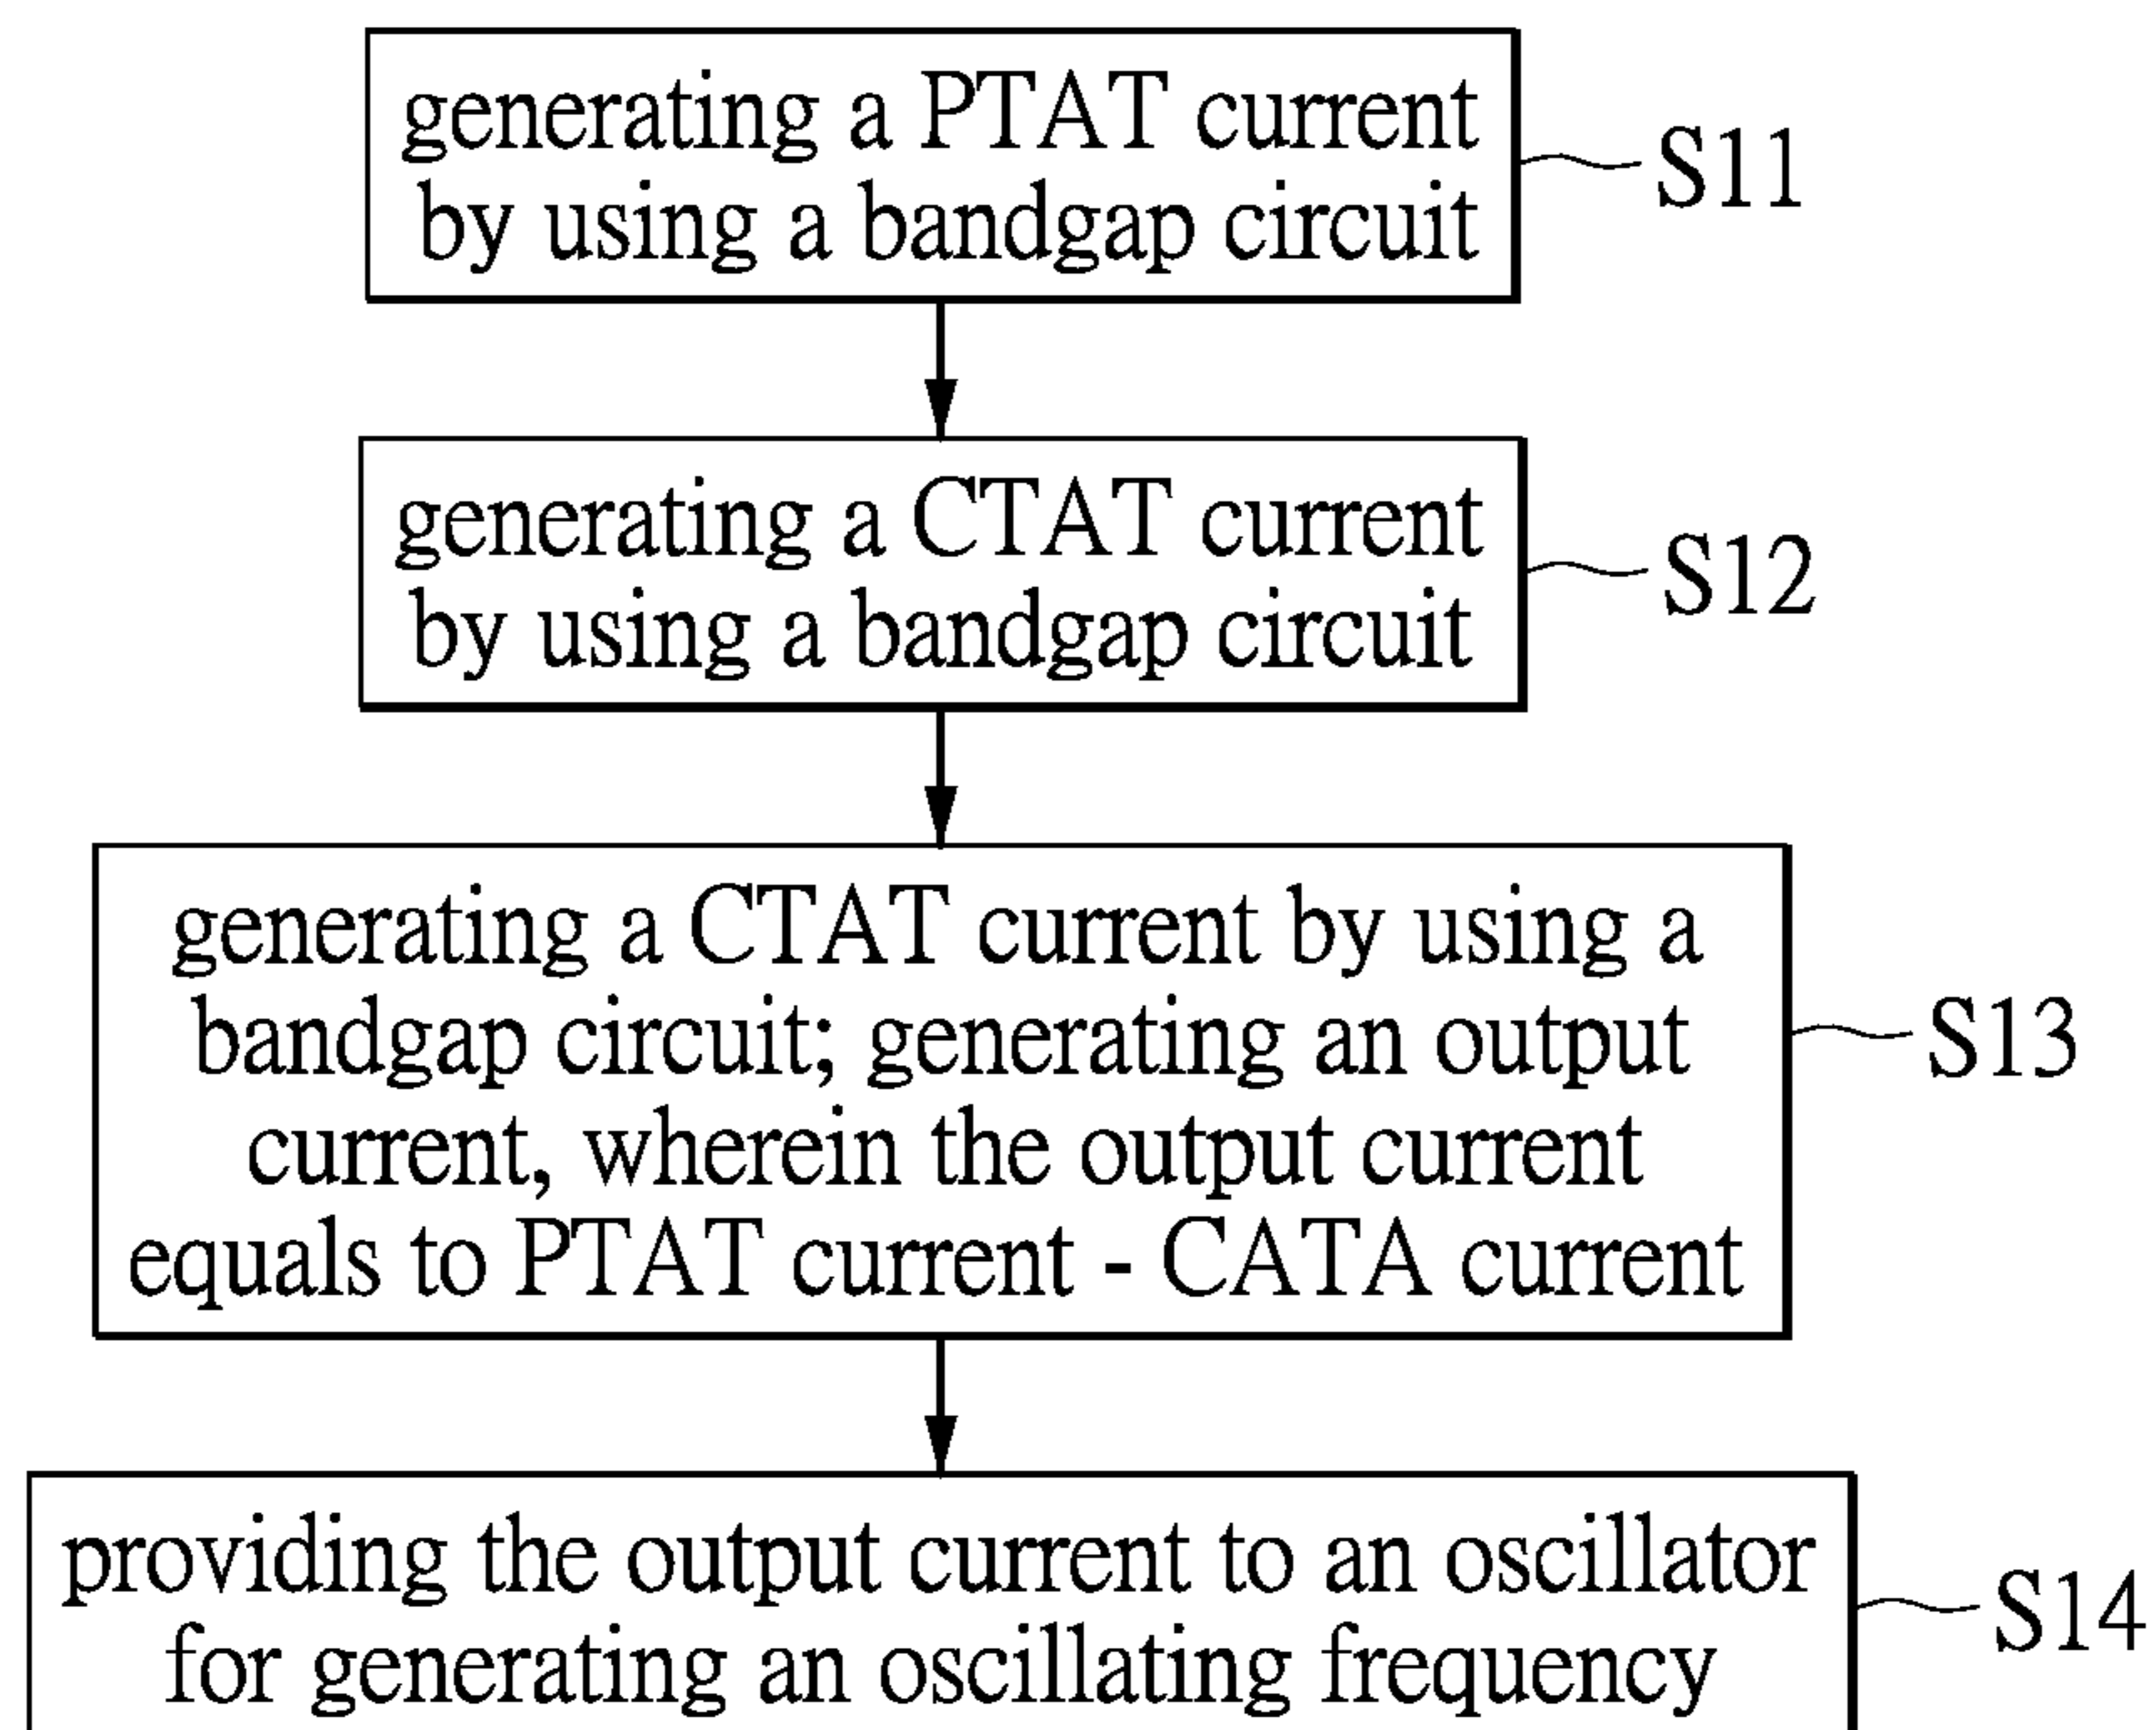 generating a PTAT current
by using a bandgap circuit
S11
generating a CTAT current
by using a bandgap circuit
S12
generating a CTAT current by using a
bandgap circuit; generating an output
current, wherein the output current
equals to PTAT current - CATA current
S13
providing the output current to an oscillator
for generating an oscillating frequency
S14